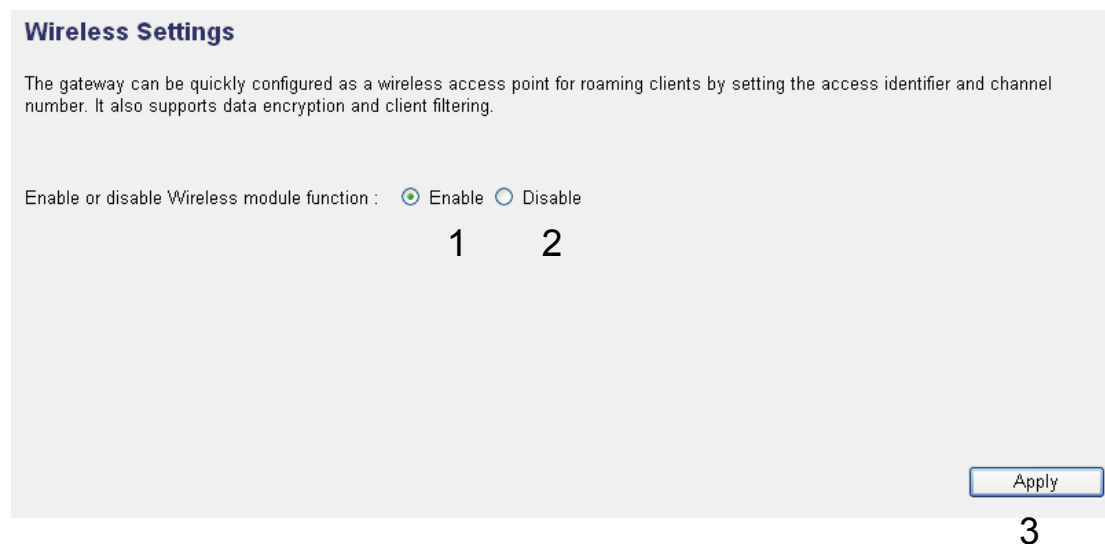 Wireless Settings
The gateway can be quickly configured as a wireless access point for roaming clients by setting the access identifier and channel
number. It also supports data encryption and client filtering.
Enable or disable Wireless module function : Enable Disable
1 2
Apply
3